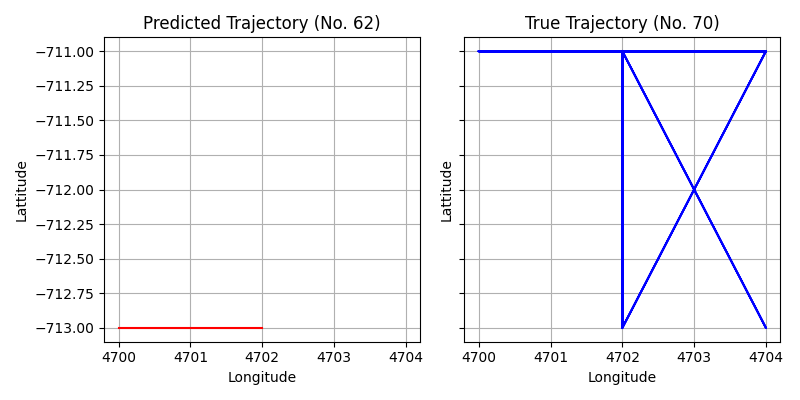 Predicted Trajectory (No. 62)
True Trajectory (No. 70)
Lattitude
−711.00
−711.25
−711.50
−711.75
−712.00
−712.25
−712.50
−712.75
−713.00
4700 4701 4702 4703 4704
Longitude
Lattitude
4700 4701 4702 4703 4704
Longitude